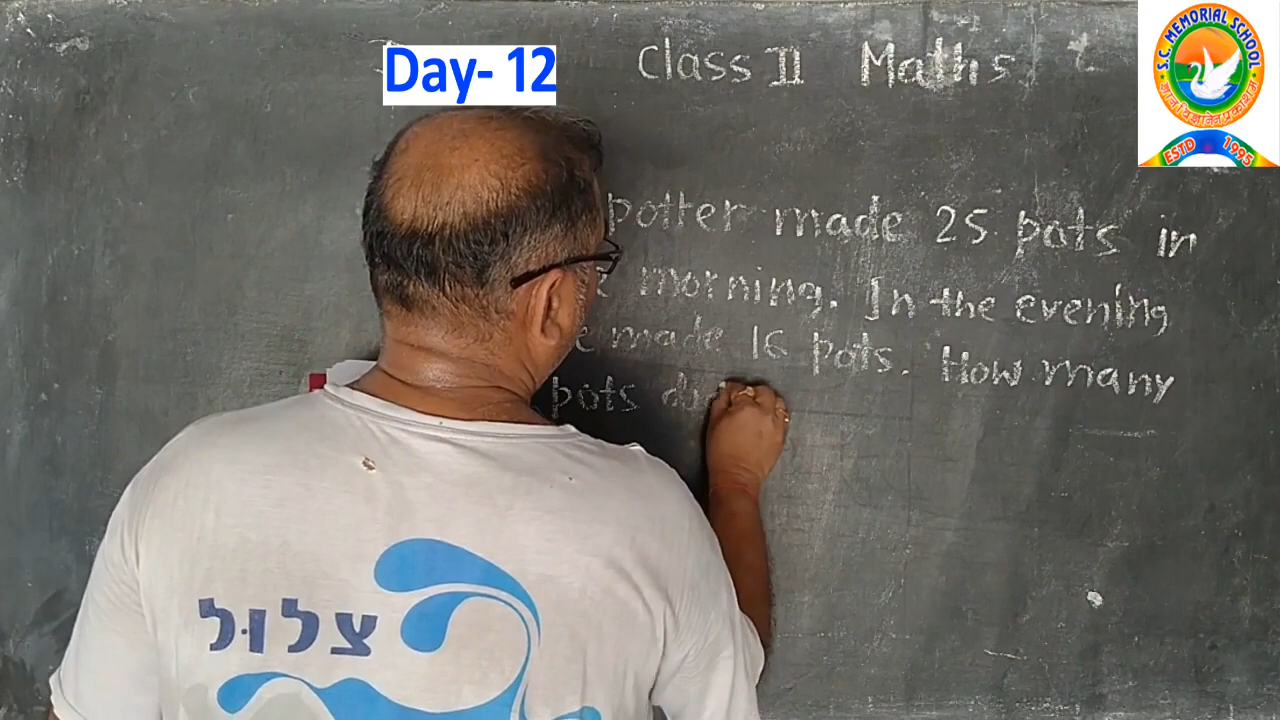 Day- 12
Class II Maths
potter made 25 pots in
morning. In the evening
made 16 pots. How many
pots
צלול
S.C. MEMORIAL SCHOOL
ESTD 1995